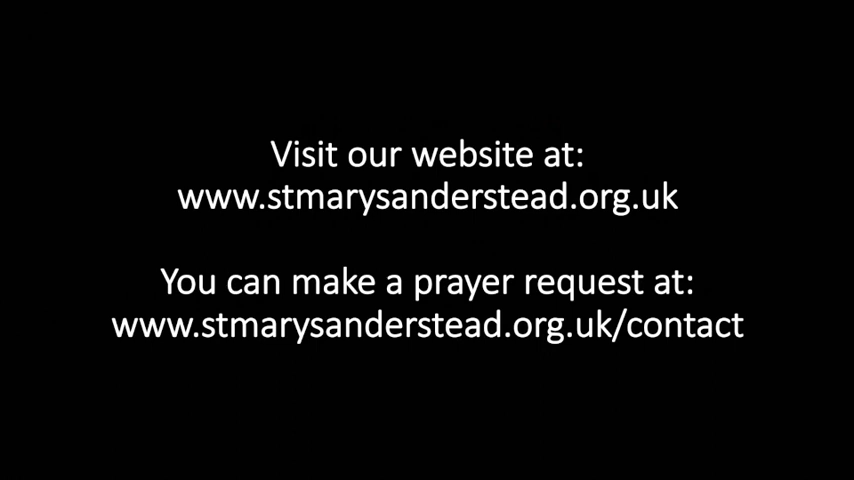 Visit our website at:
www.stmarysanderstead.org.uk
You can make a prayer request at:
www.stmarysanderstead.org.uk/contact